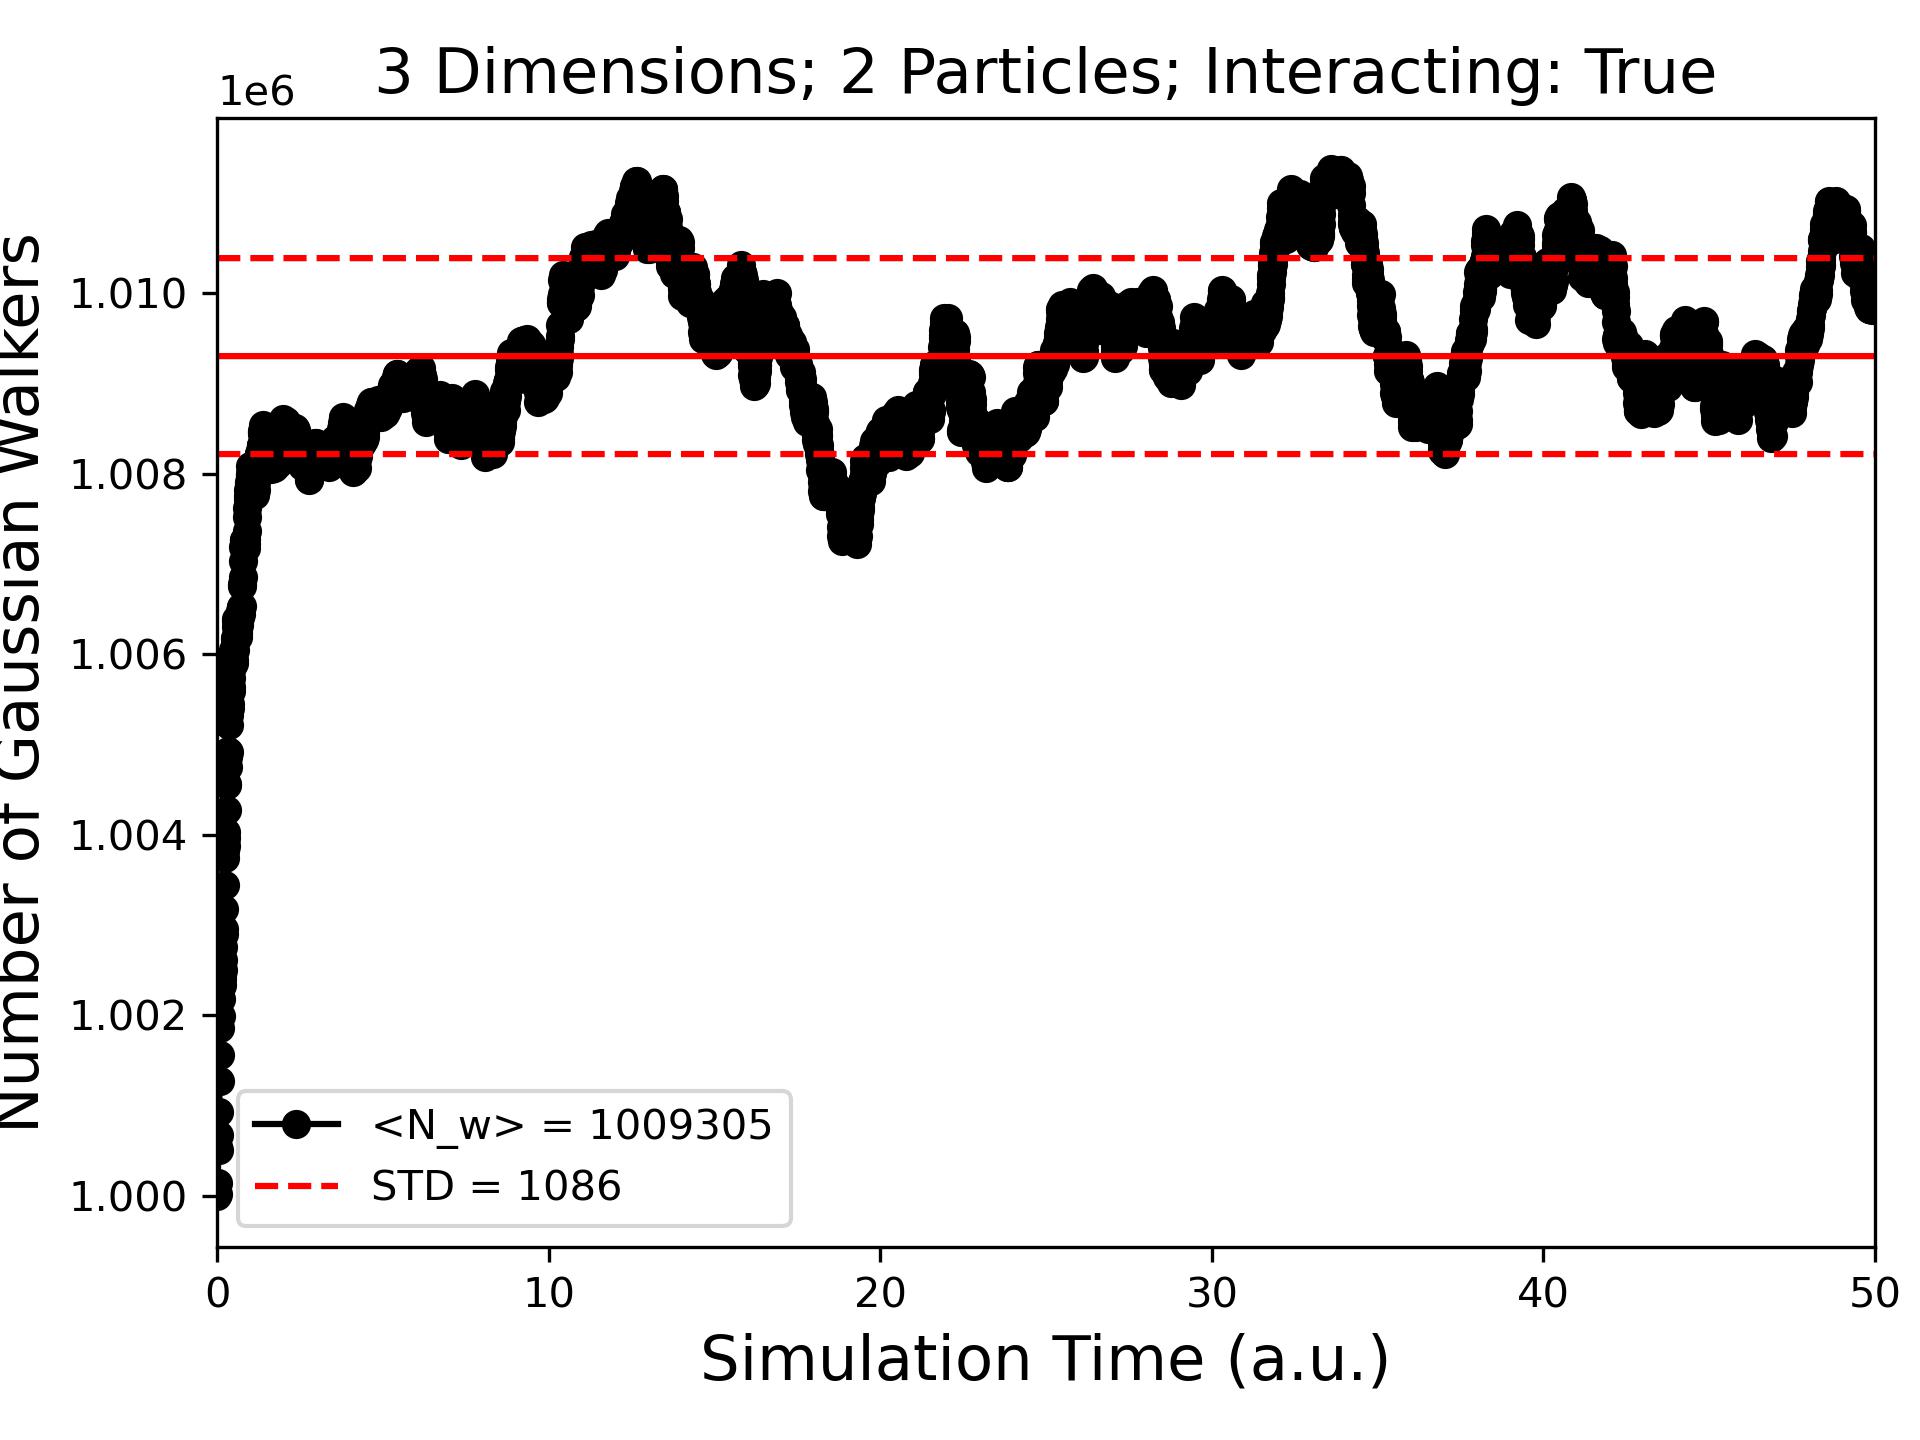 3 Dimensions; 2 Particles; Interacting: True
1e6
Number of Gaussian Walkers
1.010
1.008
1.006
1.004
1.002
1.000
<N_w> = 1009305
STD = 1086
0 10 20 30 40 50
Simulation Time (a.u.)